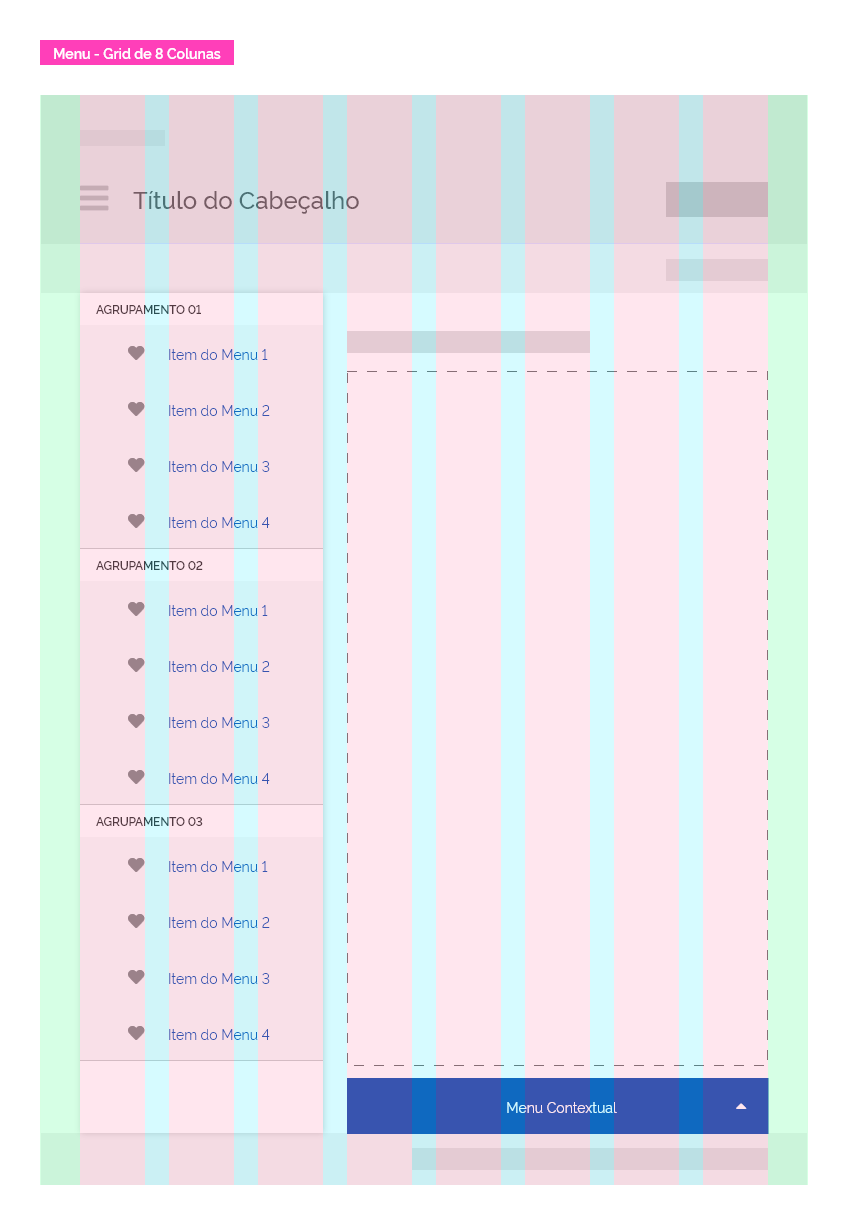 Menu - Grid de 8 Colunas
Título do Cabeçalho
AGRUPAMENTO 01
Item do Menu 1
Item do Menu 2
Item do Menu 3
Item do Menu 4
AGRUPAMENTO 02
Item do Menu 1
Item do Menu 2
Item do Menu 3
Item do Menu 4
AGRUPAMENTO 03
Item do Menu 1
Item do Menu 2
Item do Menu 3
Item do Menu 4
Menu Contextual